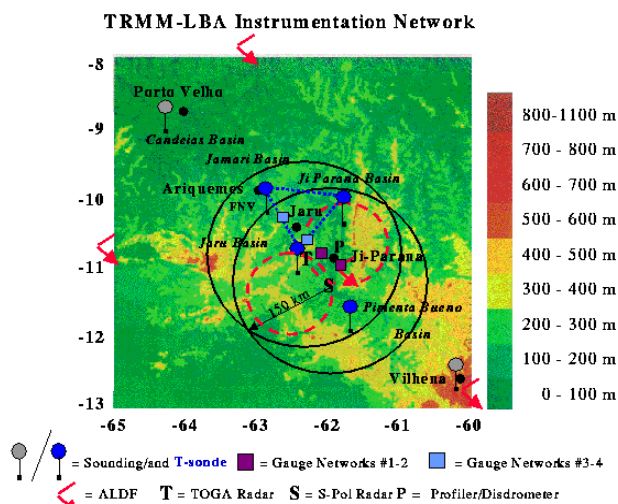 TRMM-LBA Instrumentation Network
-8
Porto Velho
800-1100 m
-9
Candeias Basin
700 - 800 m
Jamari Basin
600 - 700 m
Ji Parana Basin
-10
Ariquemes
500 - 600 m
FNV
Jaru
400 - 500 m
Jaru Basin
P
T
Ji-Parana
-11
300 - 400 m
S
150 km
Pimenta Bueno
Basin
200 - 300 m
-12
100 - 200 m
Vilhena
0 - 100 m
-13
-65 -64 -63 -62 -61 -60
/ = Sounding/and T-sonde = Gauge Networks #1-2 = Gauge Networks #3-4
= ALDF T = TOGA Radar S = S-Pol Radar P = Profiler/Disdrometer